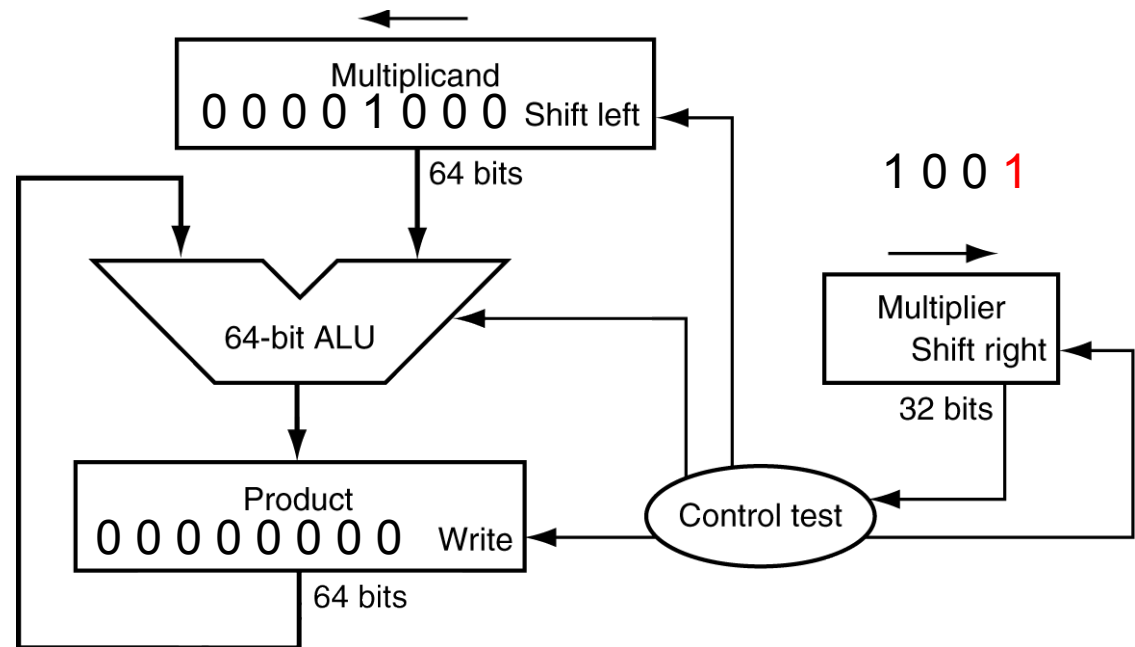 Multiplicand
0 0 0 0 1 0 0 0 Shift left
64 bits
1 0 0 1
64-bit ALU
Multiplier
Shift right
32 bits
Product
0 0 0 0 0 0 0 0 Write
Control test
64 bits